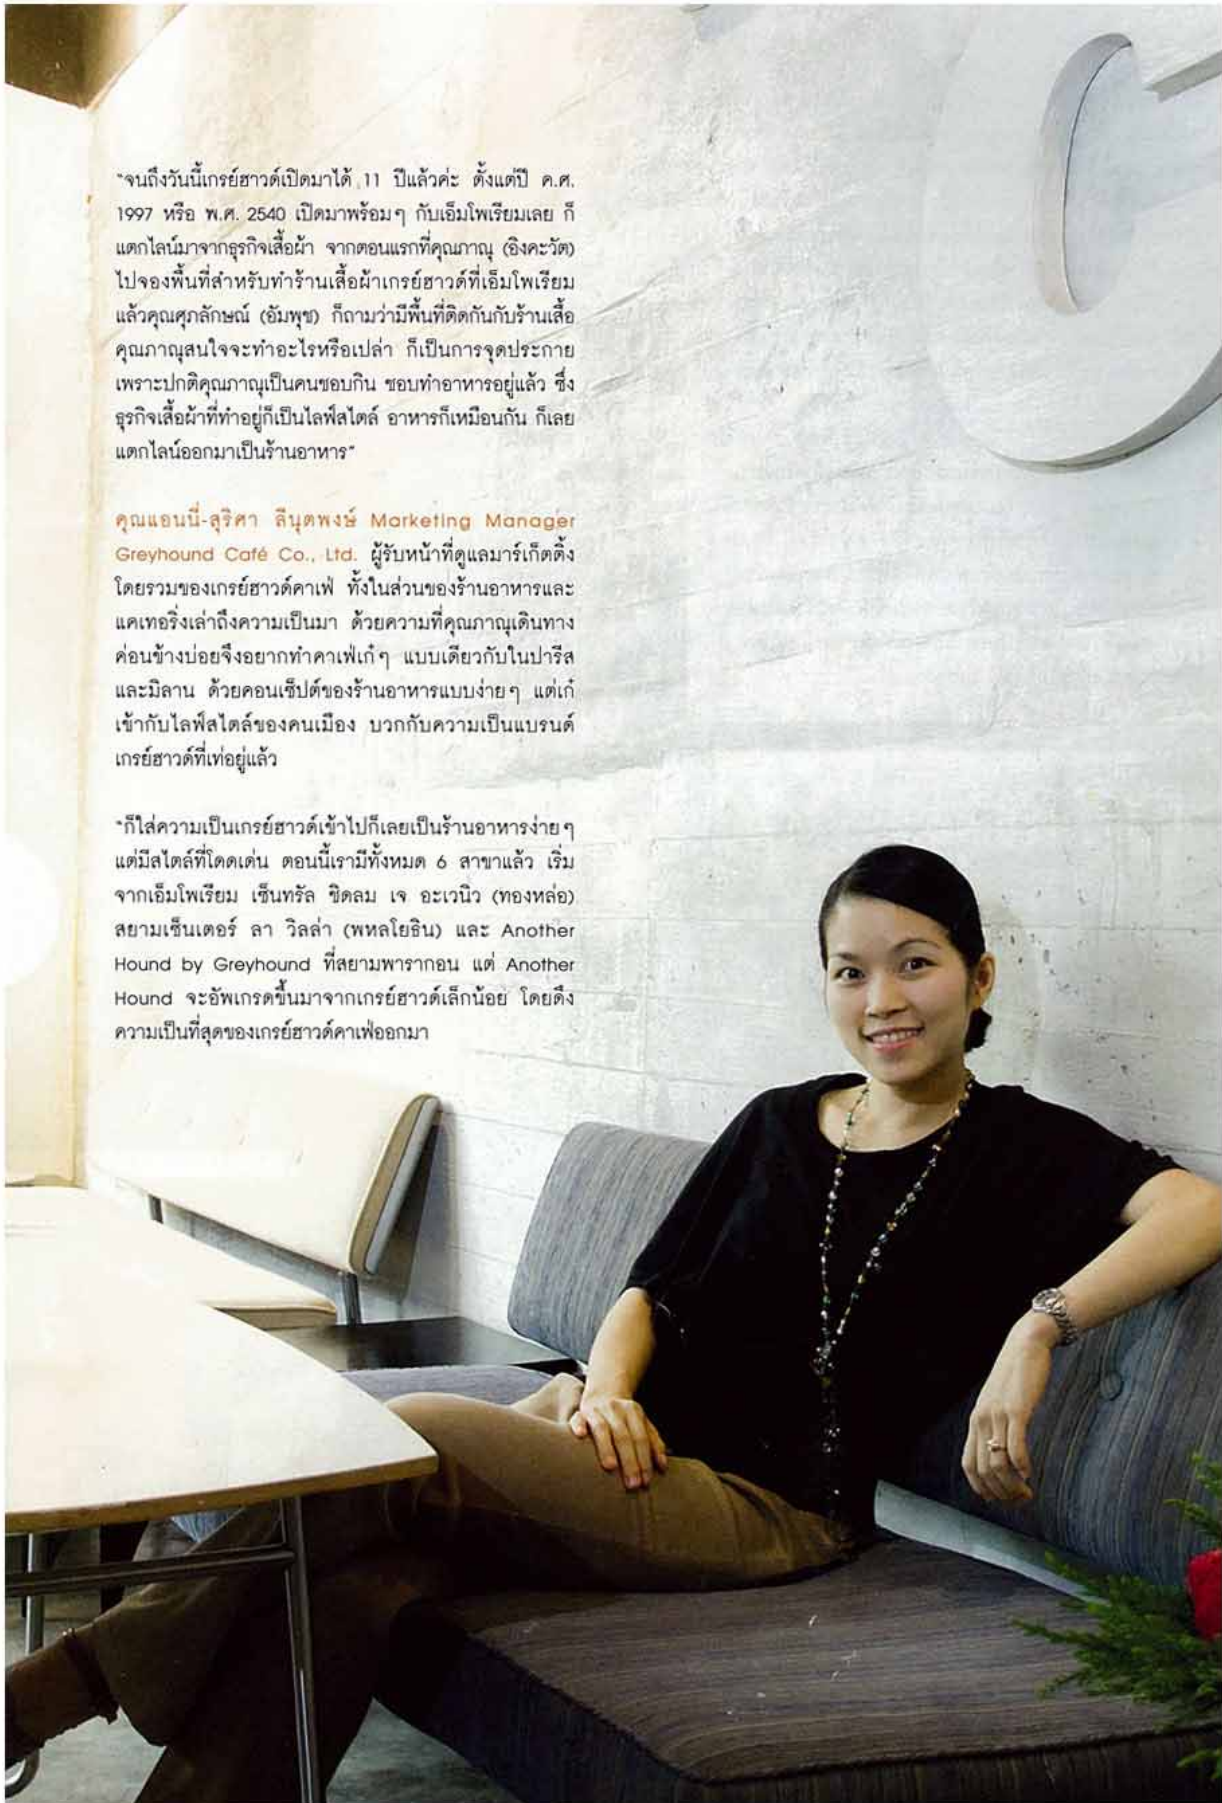 "จนถึงวันนี้เกรย์ฮาวด์เปิดมาได้ 11 ปีแล้วค่ะ ตั้งแต่ปี ค.ศ.
1997 หรือ พ.ศ. 2540 เปิดมาพร้อมๆ กับเอ็มโพเรียมเลย ก็
แตกไลน์มาจากธุรกิจเสื้อผ้า จากตอนแรกที่คุณภาณุ (อิงคะวัต)
ไปจองพื้นที่สำหรับทำร้านเสื้อผ้าเกรย์ฮาวด์ที่เอ็มโพเรียม
แล้วคุณศุภลักษณ์ (อัมพุช) ก็ถามว่ามีพื้นที่ติดกันกับร้านเสื้อ
คุณภาณุสนใจจะทำอะไรหรือเปล่า ก็เป็นการจุดประกาย
เพราะปกติคุณภาณุเป็นคนชอบกิน ชอบทำอาหารอยู่แล้ว ซึ่ง
ธุรกิจเสื้อผ้าที่ทำอยู่ก็เป็นไลฟ์สไตล์ อาหารก็เหมือนกัน ก็เลย
แตกไลน์ออกมาเป็นร้านอาหาร"
คุณแอนนี่-สุริศา ลีนุตพงษ์ Marketing Manager
Greyhound Café Co., Ltd. ผู้รับหน้าที่ดูแลมาร์เก็ตติ้ง
โดยรวมของเกรย์ฮาวด์คาเฟ่ ทั้งในส่วนของร้านอาหารและ
แคเทอริ่งเล่าถึงความเป็นมา ด้วยความที่คุณภาณุเดินทาง
ค่อนข้างบ่อยจึงอยากทำคาเฟ่เก๋ๆ แบบเดียวกับในปารีส
และมิลาน ด้วยคอนเซ็ปต์ของร้านอาหารแบบง่ายๆ แต่เก๋
เข้ากับไลฟ์สไตล์ของคนเมือง บวกกับความเป็นแบรนด์
เกรย์ฮาวด์ที่เท่อยู่แล้ว
"ก็ใส่ความเป็นเกรย์ฮาวด์เข้าไปก็เลยเป็นร้านอาหารง่ายๆ
แต่มีสไตล์ที่โดดเด่น ตอนนี้เรามีทั้งหมด 6 สาขาแล้ว เริ่ม
จากเอ็มโพเรียม เซ็นทรัล ชิดลม เจ อะเวนิว (ทองหล่อ)
สยามเซ็นเตอร์ ลา วิลล่า (พหลโยธิน) และ Another
Hound by Greyhound ที่สยามพารากอน แต่ Another
Hound จะอัพเกรดขึ้นมาจากเกรย์ฮาวด์เล็กน้อย โดยดึง
ความเป็นที่สุดของเกรย์ฮาวด์คาเฟ่ออกมา